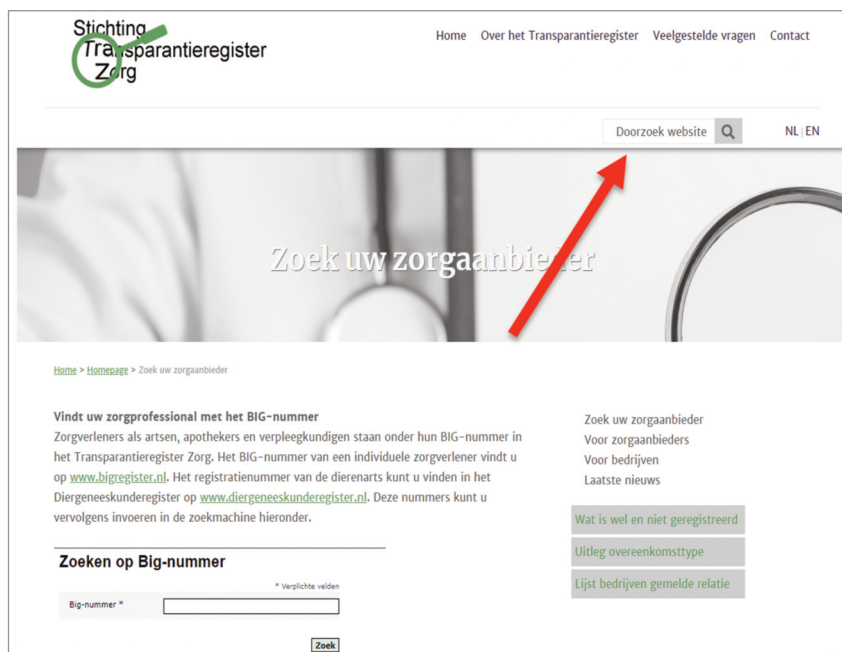 Stichting
Transparantieregister
Zorg
Home Over het Transparantieregister Veelgestelde vragen Contact
Doorzoek website
NL | EN
Zoek uw zorgaanbieder
Home > Homepage > Zoek uw zorgaanbieder
Vindt uw zorgprofessional met het BIG-nummer
Zorgverleners als artsen, apothekers en verpleegkundigen staan onder hun BIG-nummer in
het Transparantieregister Zorg. Het BIG-nummer van een individuele zorgverlener vindt u
op www.bigregister.nl. Het registratienummer van de dierenarts kunt u vinden in het
Diergeneeskunderegister op www.diergeneeskunderegister.nl. Deze nummers kunt u
vervolgens invoeren in de zoekmachine hieronder.
Zoeken op Big-nummer
* Verplichte velden
Big-nummer *
Zoek
Zoek uw zorgaanbieder
Voor zorgaanbieders
Voor bedrijven
Laatste nieuws
Wat is wel en niet geregistreerd
Uitleg overeenkomsttype
Lijst bedrijven gemelde relatie